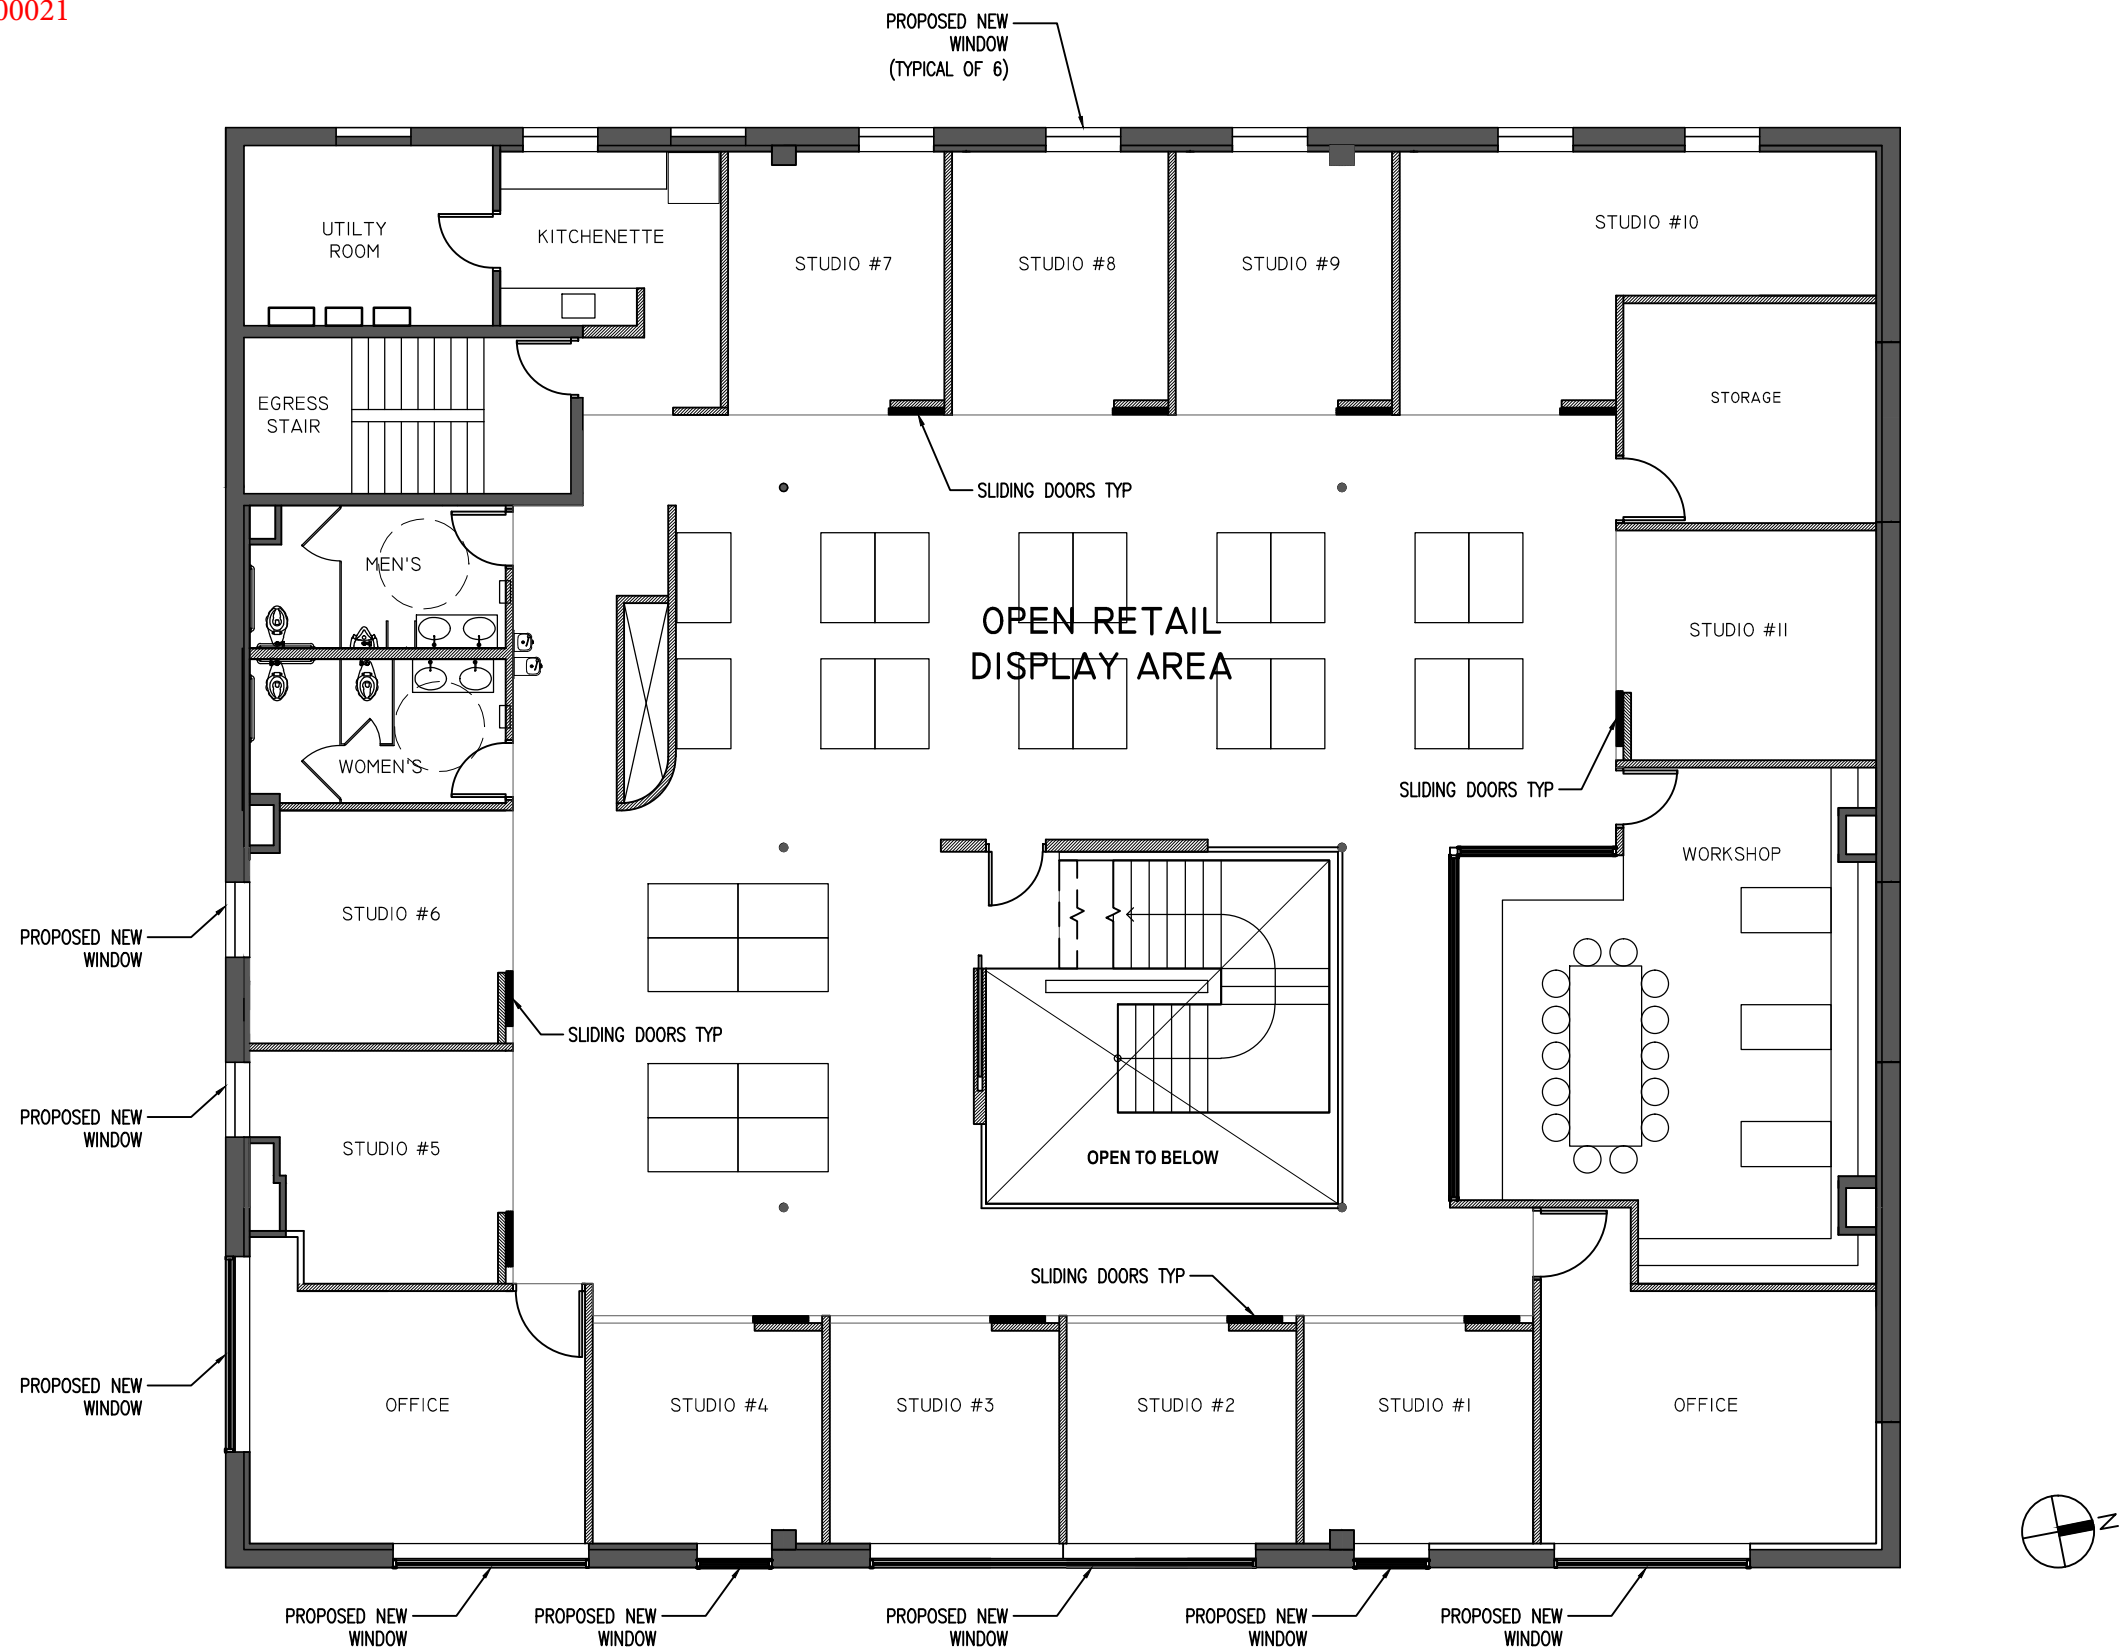 00021
PROPOSED NEW
WINDOW
(TYPICAL OF 6)
UTILTY
ROOM
KITCHENETTE
STUDIO #7
STUDIO #8
STUDIO #9
STUDIO #10
EGRESS
STAIR
STORAGE
SLIDING DOORS TYP
MEN'S
OPEN RETAIL
DISPLAY AREA
STUDIO #11
WOMEN'S
SLIDING DOORS TYP
WORKSHOP
STUDIO #6
PROPOSED NEW
WINDOW
SLIDING DOORS TYP
PROPOSED NEW
WINDOW
STUDIO #5
OPEN TO BELOW
SLIDING DOORS TYP
PROPOSED NEW
WINDOW
OFFICE
STUDIO #4
STUDIO #3
STUDIO #2
STUDIO #1
OFFICE
N
PROPOSED NEW
WINDOW
PROPOSED NEW
WINDOW
PROPOSED NEW
WINDOW
PROPOSED NEW
WINDOW
PROPOSED NEW
WINDOW